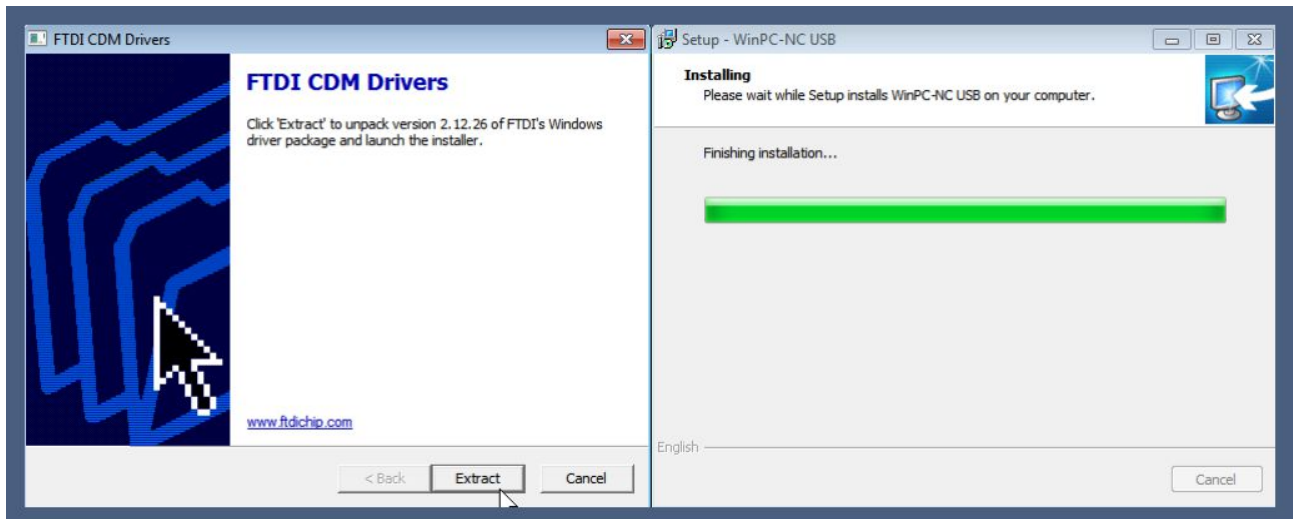 FTDI CDM Drivers
FTDI CDM Drivers
Click 'Extract' to unpack version 2.12.26 of FTDI's Windows
driver package and launch the installer.
www.ftdichip.com
< Back
Extract
Cancel
Setup - WinPC-NC USB
Installing
Please wait while Setup installs WinPC-NC USB on your computer.
Finishing installation...
English
Cancel